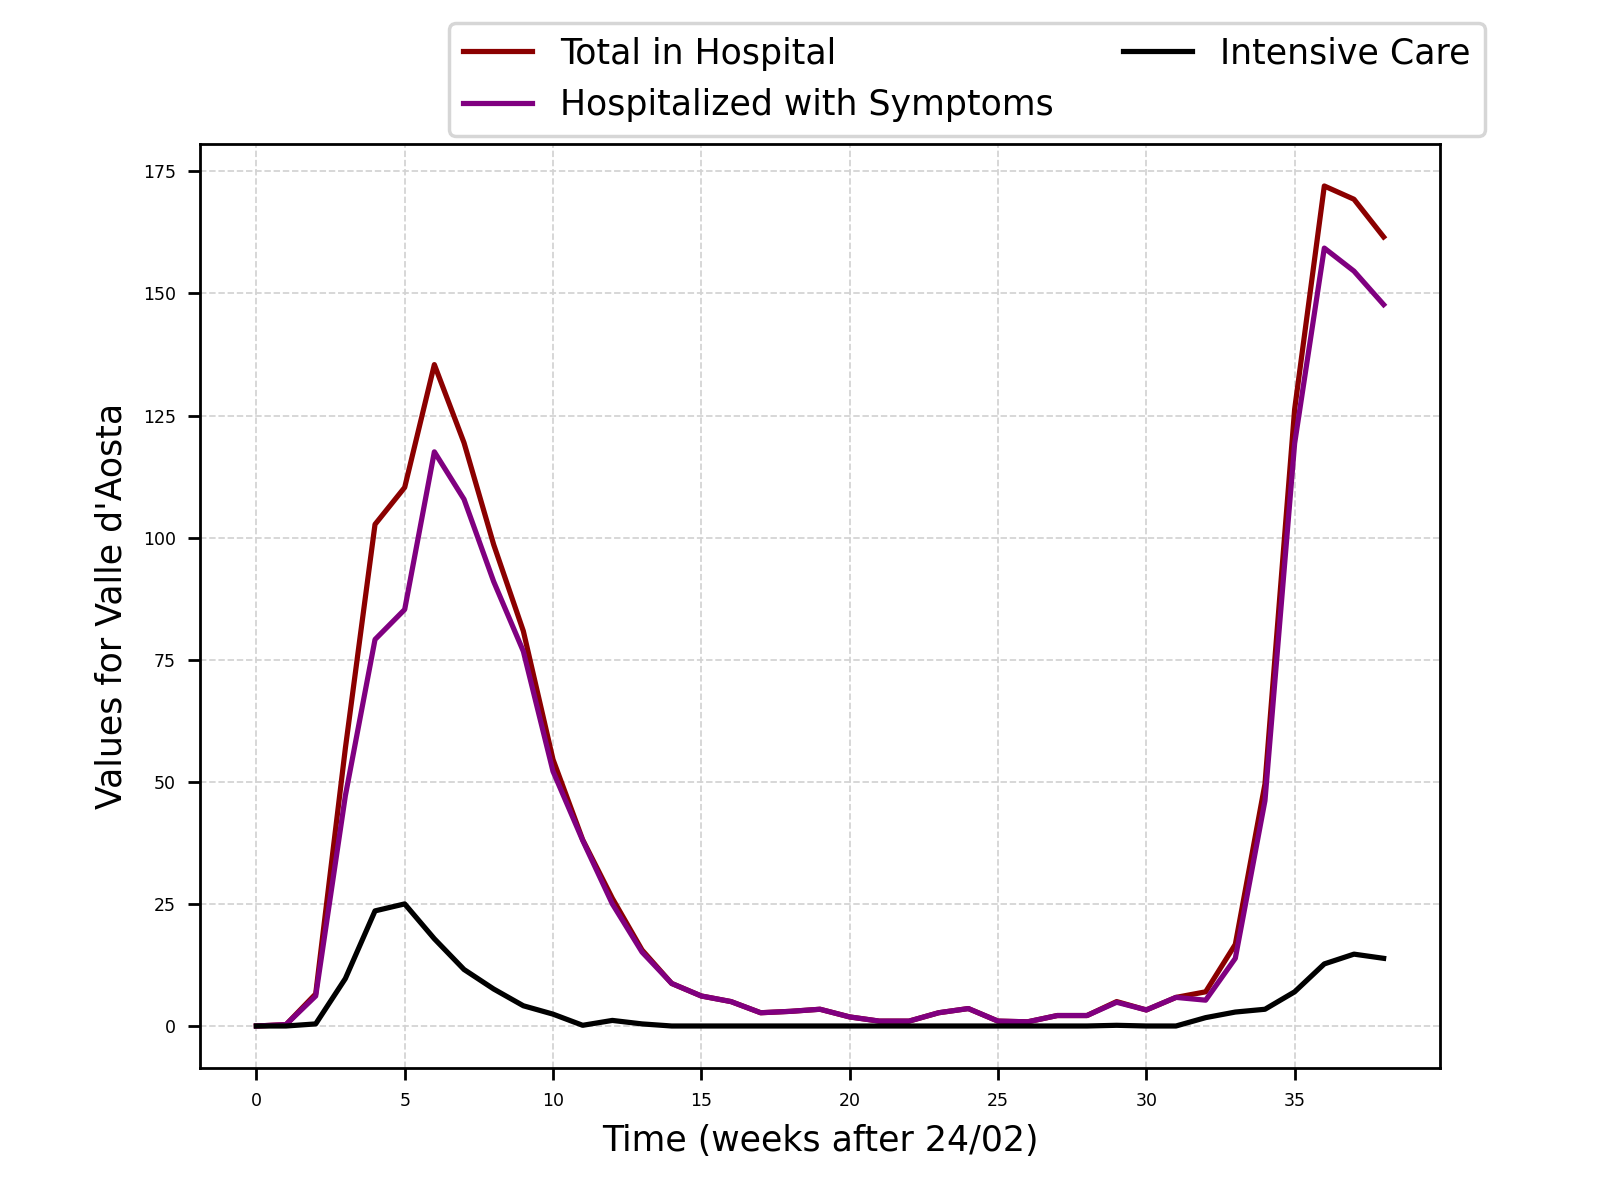 Total in Hospital
Hospitalized with Symptoms
Intensive Care
175
150
125
100
75
50
25
0
Values for Valle d'Aosta
0 5 10 15 20 25 30 35
Time (weeks after 24/02)